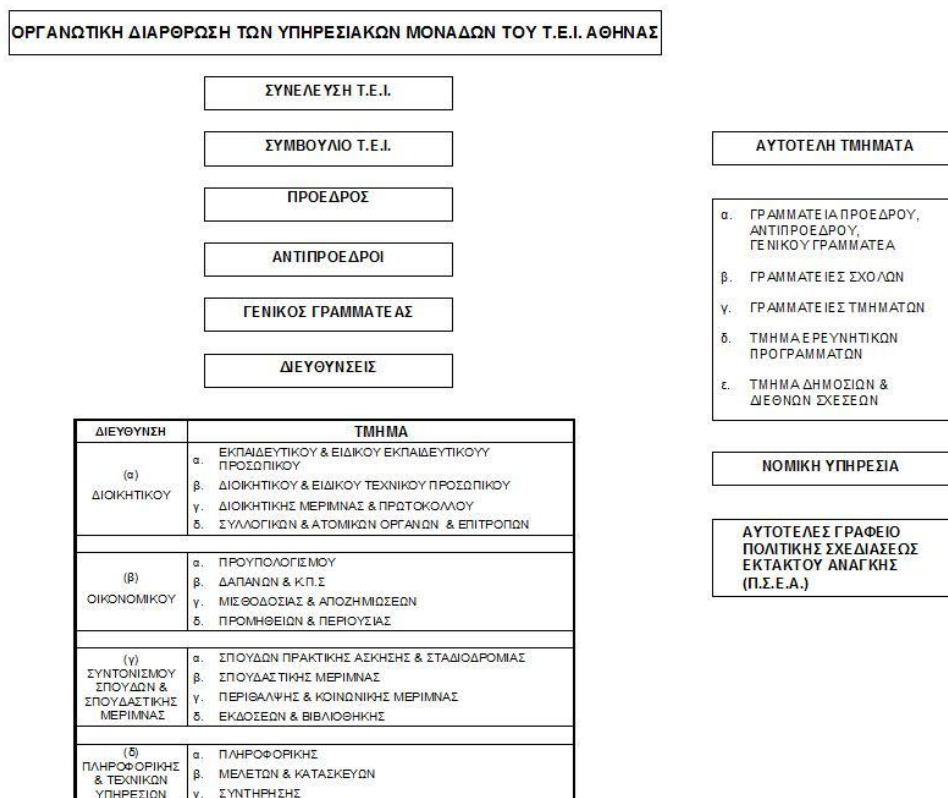 ΟΡΓΑΝΩΤΙΚΗ ΔΙΑΡΘΡΩΣΗ ΤΩΝ ΥΠΗΡΕΣΙΑΚΩΝ ΜΟΝΑΔΩΝ ΤΟΥ Τ.Ε.Ι. ΑΘΗΝΑΣ
ΣΥΝΕΛΕΥΣΗ Τ.Ε.Ι.
ΣΥΜΒΟΥΛΙΟ Τ.Ε.Ι.
ΠΡΟΕΔΡΟΣ
ΑΝΤΙΠΡΟΕΔΡΟΙ
ΓΕΝΙΚΟΣ ΓΡΑΜΜΑΤΕΑΣ
ΔΙΕΥΘΥΝΣΕΙΣ
ΔΙΕΥΘΥΝΣΗ ΤΜΗΜΑ
(α)
ΔΙΟΙΚΗΤΙΚΟΥ
α. ΕΚΠΑΙΔΕΥΤΙΚΟΥ & ΕΙΔΙΚΟΥ ΕΚΠΑΙΔΕΥΤΙΚΟΥΥ
ΠΡΟΣΩΠΙΚΟΥ
β. ΔΙΟΙΚΗΤΙΚΟΥ & ΕΙΔΙΚΟΥ ΤΕΧΝΙΚΟΥ ΠΡΟΣΩΠΙΚΟΥ
γ. ΔΙΟΙΚΗΤΙΚΗΣ ΜΕΡΙΜΝΑΣ & ΠΡΩΤΟΚΟΛΛΟΥ
δ. ΣΥΛΛΟΓΙΚΩΝ & ΑΤΟΜΙΚΩΝ ΟΡΓΑΝΩΝ & ΕΠΙΤΡΟΠΩΝ
(β)
ΟΙΚΟΝΟΜΙΚΟΥ
α. ΠΡΟΥΠΟΛΟΓΙΣΜΟΥ
β. ΔΑΠΑΝΩΝ & Κ.Π.Σ
γ. ΜΙΣΘΟΔΟΣΙΑΣ & ΑΠΟΖΗΜΙΩΣΕΩΝ
δ. ΠΡΟΜΗΘΕΙΩΝ & ΠΕΡΙΟΥΣΙΑΣ
(γ)
ΣΥΝΤΟΝΙΣΜΟΥ
ΣΠΟΥΔΩΝ &
ΣΠΟΥΔΑΣΤΙΚΗΣ
ΜΕΡΙΜΝΑΣ
α. ΣΠΟΥΔΩΝ ΠΡΑΚΤΙΚΗΣ ΑΣΚΗΣΗΣ & ΣΤΑΔΙΟΔΡΟΜΙΑΣ
β. ΣΠΟΥΔΑΣΤΙΚΗΣ ΜΕΡΙΜΝΑΣ
γ. ΠΕΡΙΘΑΛΨΗΣ & ΚΟΙΝΩΝΙΚΗΣ ΜΕΡΙΜΝΑΣ
δ. ΕΚΔΟΣΕΩΝ & ΒΙΒΛΙΟΘΗΚΗΣ
(δ)
ΠΛΗΡΟΦΟΡΙΚΗΣ
& ΤΕΧΝΙΚΩΝ
ΥΠΗΡΕΣΙΩΝ
α. ΠΛΗΡΟΦΟΡΙΚΗΣ
β. ΜΕΛΕΤΩΝ & ΚΑΤΑΣΚΕΥΩΝ
γ. ΣΥΝΤΗΡΗΣΗΣ
ΑΥΤΟΤΕΛΗ ΤΜΗΜΑΤΑ
α. ΓΡΑΜΜΑΤΕΙΑ ΠΡΟΕΔΡΟΥ,
ΑΝΤΙΠΡΟΕΔΡΟΥ,
ΓΕΝΙΚΟΥ ΓΡΑΜΜΑΤΕΑ
β. ΓΡΑΜΜΑΤΕΙΕΣ ΣΧΟΛΩΝ
γ. ΓΡΑΜΜΑΤΕΙΕΣ ΤΜΗΜΑΤΩΝ
δ. ΤΜΗΜΑ ΕΡΕΥΝΗΤΙΚΩΝ
ΠΡΟΓΡΑΜΜΑΤΩΝ
ε. ΤΜΗΜΑ ΔΗΜΟΣΙΩΝ &
ΔΙΕΘΝΩΝ ΣΧΕΣΕΩΝ
ΝΟΜΙΚΗ ΥΠΗΡΕΣΙΑ
ΑΥΤΟΤΕΛΕΣ ΓΡΑΦΕΙΟ
ΠΟΛΙΤΙΚΗΣ ΣΧΕΔΙΑΣΕΩΣ
ΕΚΤΑΚΤΟΥ ΑΝΑΓΚΗΣ
(Π.Σ.Ε.Α.)